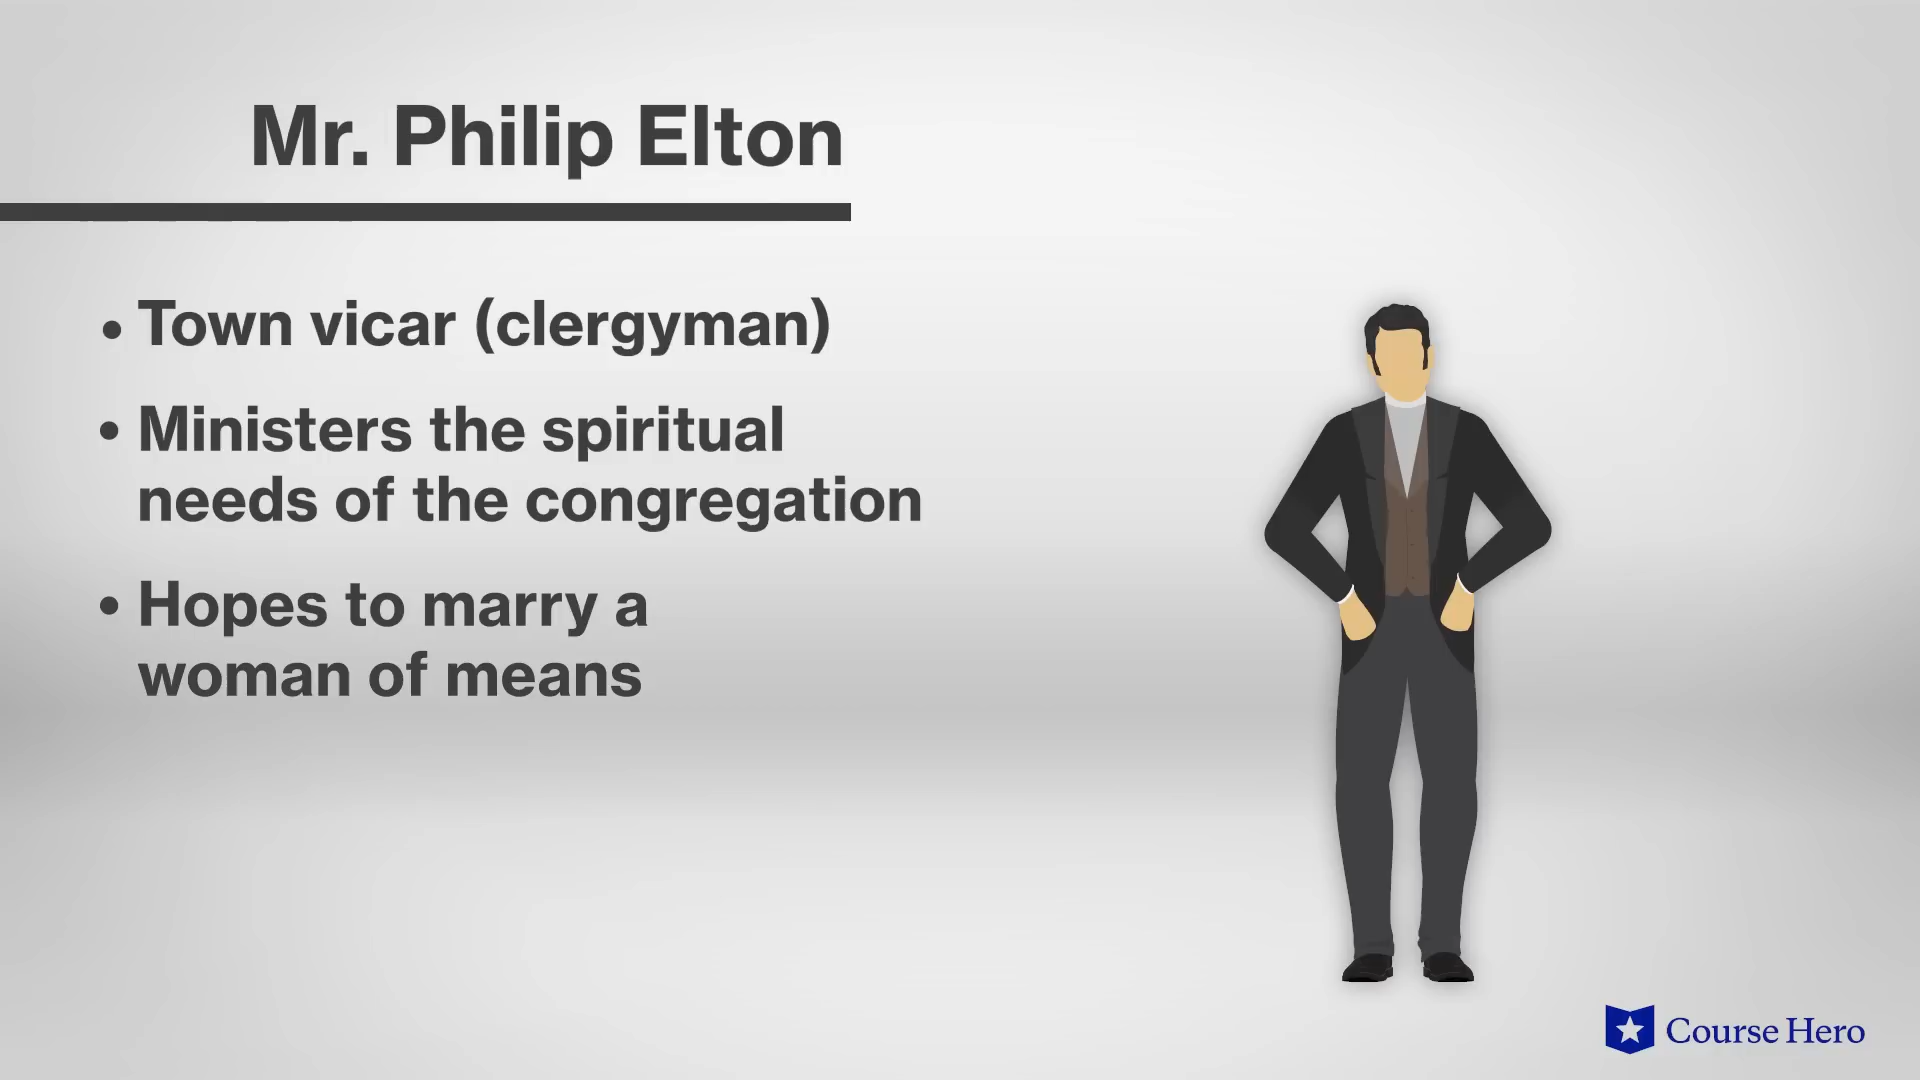 Mr. Philip Elton
• Town vicar (clergyman)
• Ministers the spiritual
needs of the congregation
• Hopes to marry a
woman of means
Course Hero